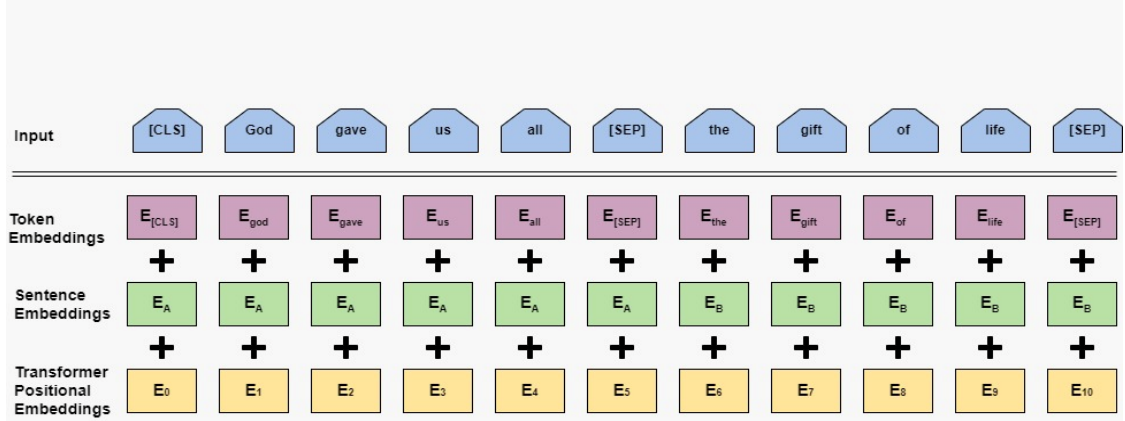 Input [CLS] God gave us all [SEP] the gift of life [SEP]
Token
Embeddings
E[CLS] Egod Egave Eus Eall E[SEP] Ethe Egift Eof Elife E[SEP]
+ + + + + + + + + + +
Sentence
Embeddings
EA EA EA EA EA EA EB EB EB EB EB
+ + + + + + + + + + +
Transformer
Positional
Embeddings
E0 E1 E2 E3 E4 E5 E6 E7 E8 E9 E10